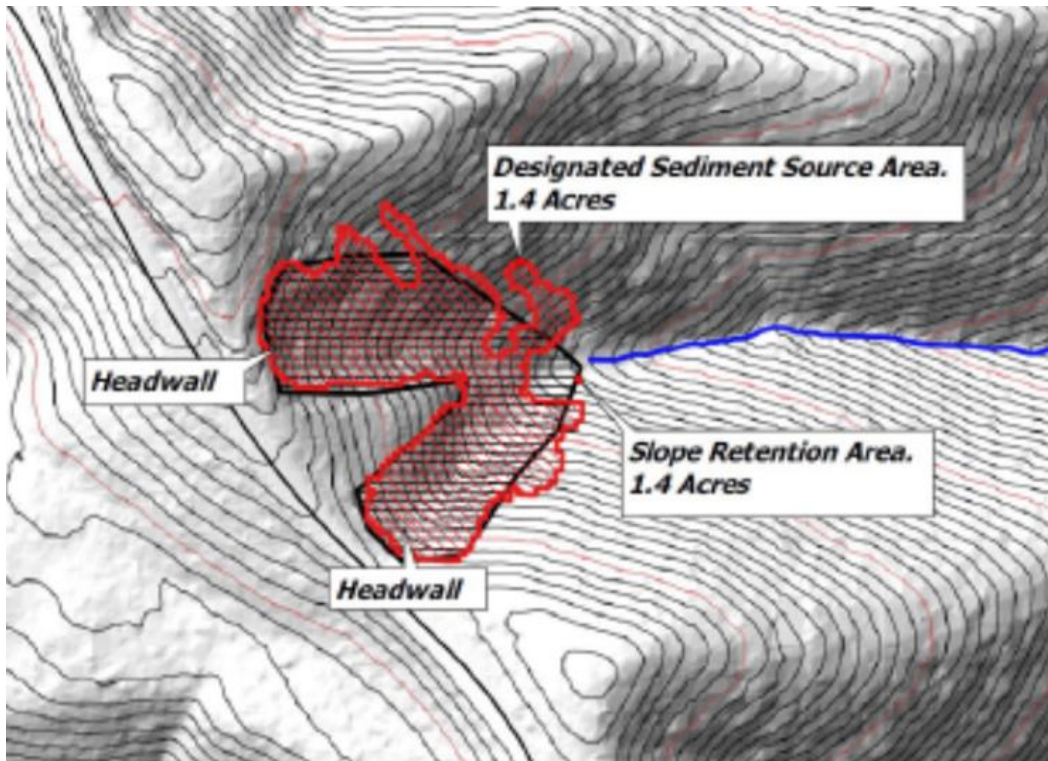 Designated Sediment Source Area.
1.4 Acres
Headwall
Slope Retention Area.
1.4 Acres
Headwall